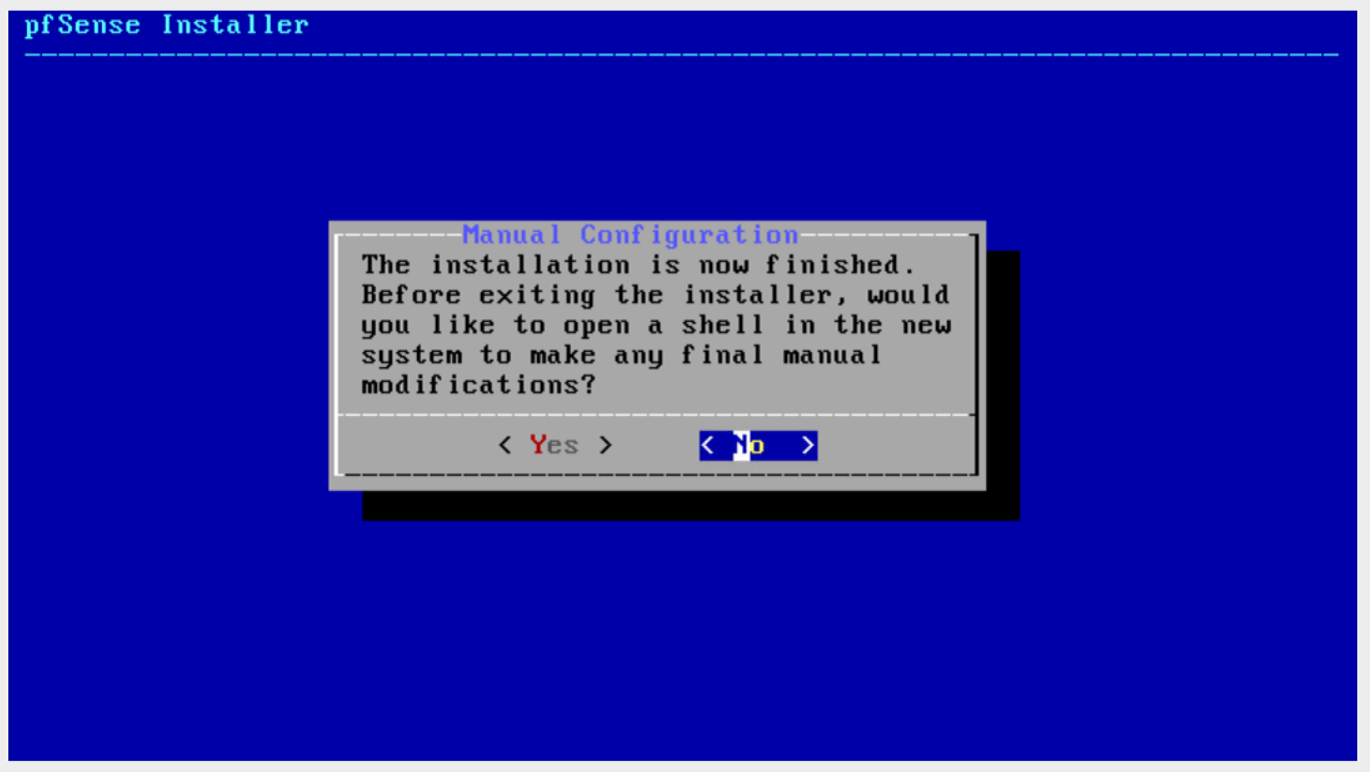 pfSense Installer
Manual Configuration
The installation is now finished.
Before exiting the installer, would
you like to open a shell in the new
system to make any final manual
modifications?
< Yes > < No >